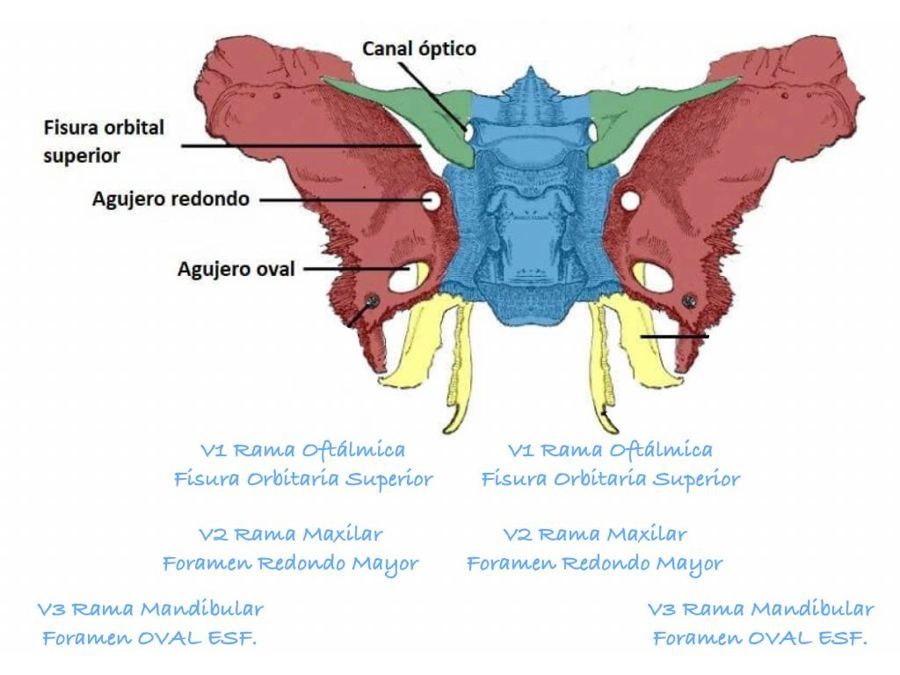 Canal óptico
Fisura orbital
superior
Agujero redondo
Agujero oval
V1 Rama Oftálmica
Fisura Orbitaria Superior
V1 Rama Oftálmica
Fisura Orbitaria Superior
V2 Rama Maxilar
Foramen Redondo Mayor
V2 Rama Maxilar
Foramen Redondo Mayor
V3 Rama Mandibular
Foramen OVAL ESF.
V3 Rama Mandibular
Foramen OVAL ESF.